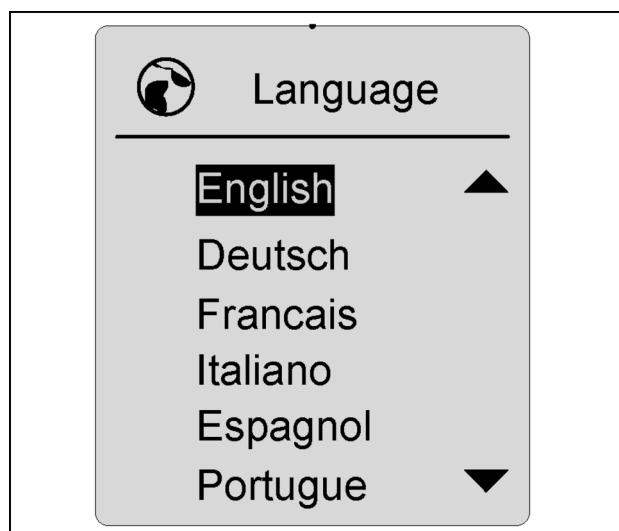 Language
English
Deutsch
Francais
Italiano
Espagnol
Portugue